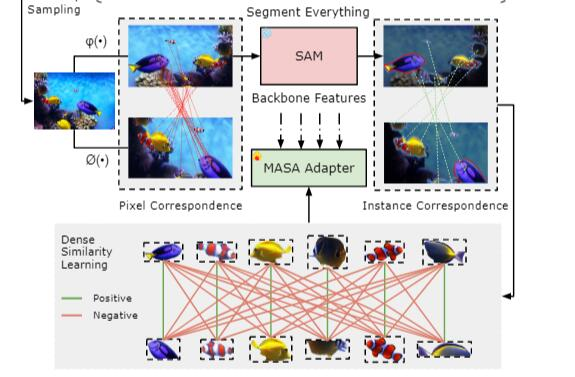 Sampling
Segment Everything
φ(•)
SAM
Backbone Features
Ø(•)
MASA Adapter
Pixel Correspondence
Instance Correspondence
Dense
Similarity
Learning
Positive
Negative